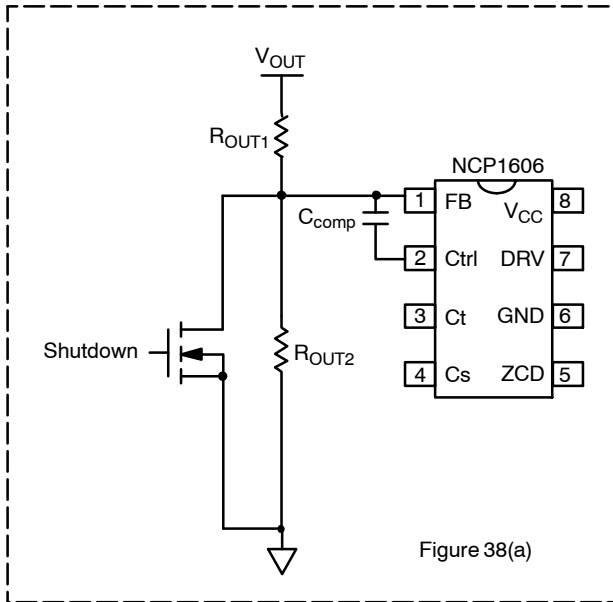 VOUT
ROUT1
NCP1606
1 FB VCC 8
Ccomp
2 Ctrl DRV 7
3 Ct GND 6
Shutdown
ROUT2
4 Cs ZCD 5
Figure 38(a)